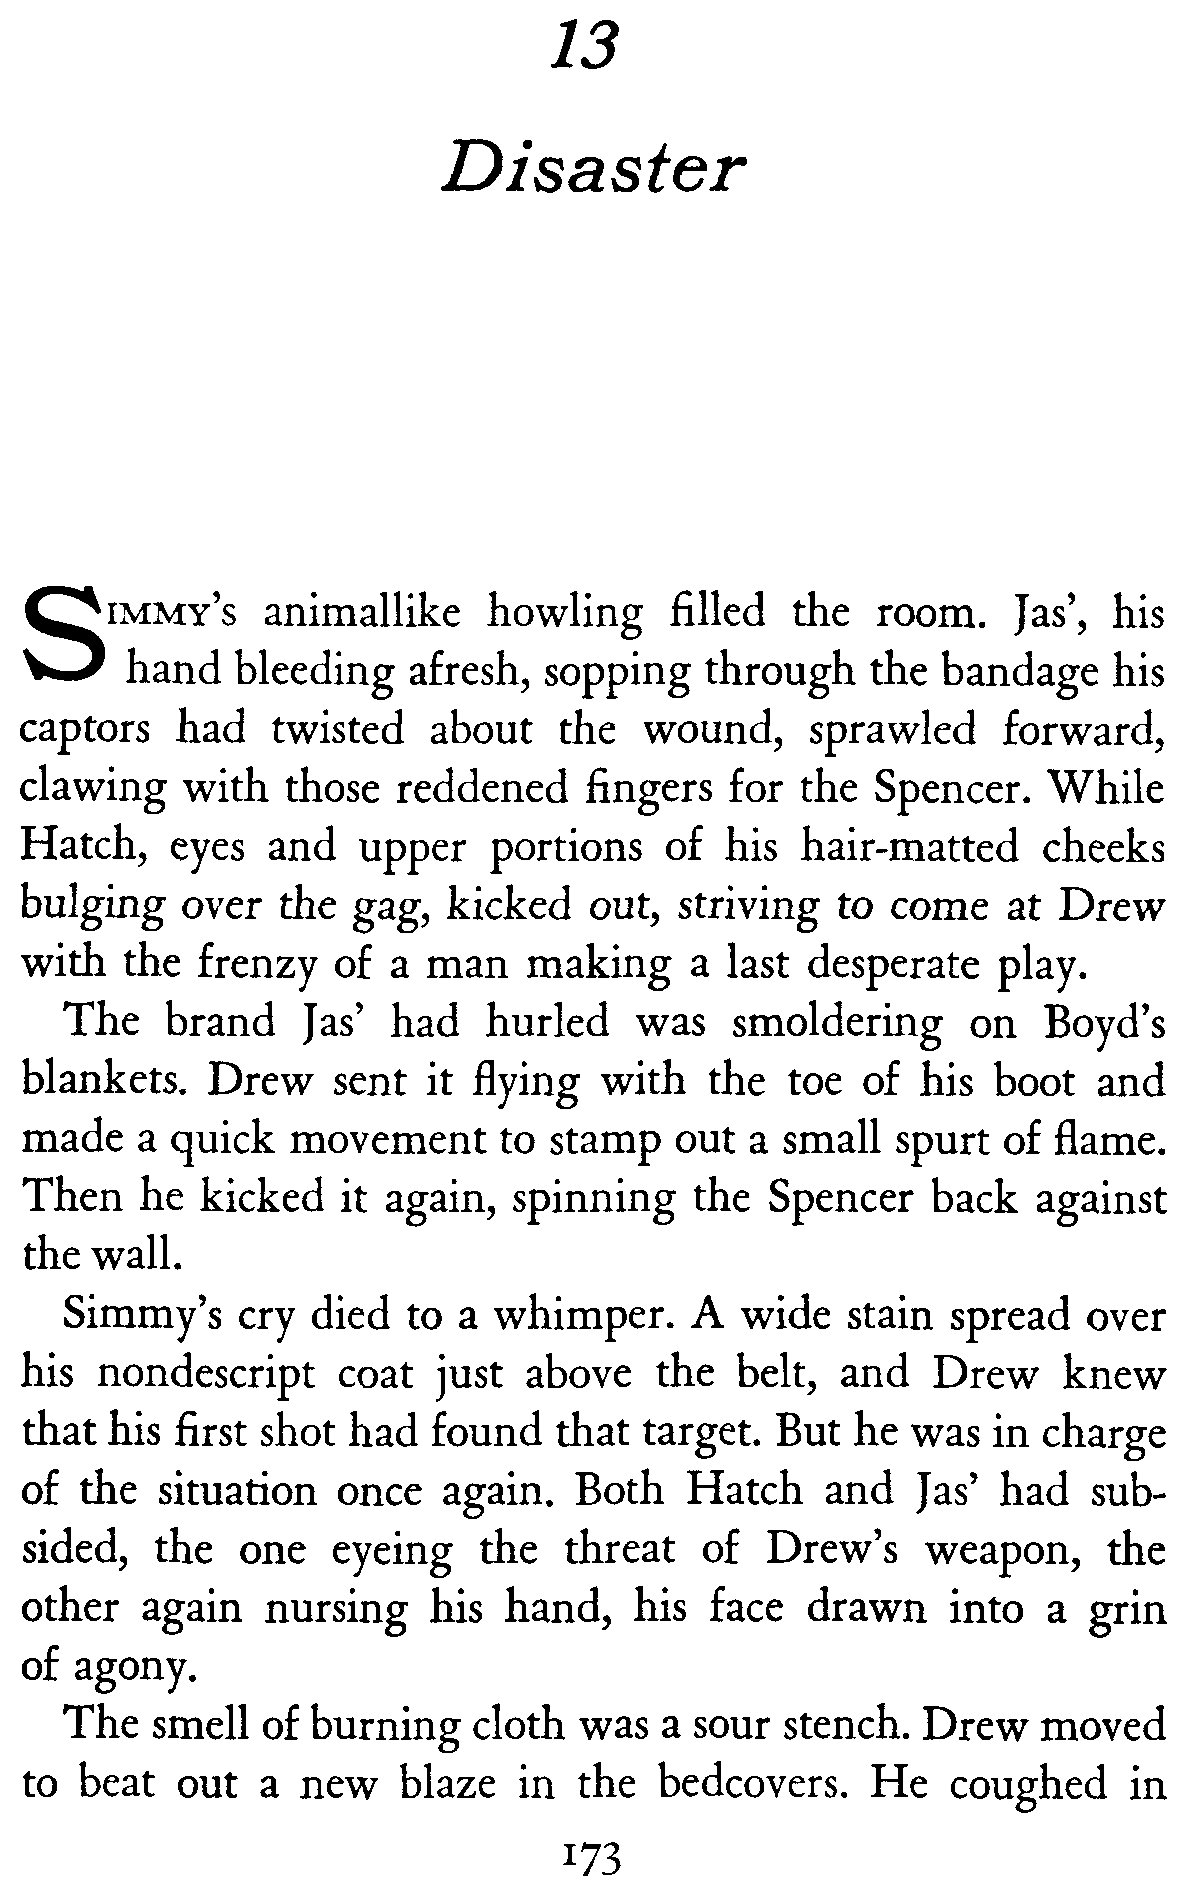 13
Disaster
SIMMY's animallike howling filled the room. Jas', his
hand bleeding afresh, sopping through the bandage his
captors had twisted about the wound, sprawled forward,
clawing with those reddened fingers for the Spencer. While
Hatch, eyes and upper portions of his hair-matted cheeks
bulging over the gag, kicked out, striving to come at Drew
with the frenzy of a man making a last desperate play.
The brand Jas' had hurled was smoldering on Boyd's
blankets. Drew sent it flying with the toe of his boot and
made a quick movement to stamp out a small spurt of flame.
Then he kicked it again, spinning the Spencer back against
the wall.
Simmy's cry died to a whimper. A wide stain spread over
his nondescript coat just above the belt, and Drew knew
that his first shot had found that target. But he was in charge
of the situation once again. Both Hatch and Jas' had sub-
sided, the one eyeing the threat of Drew's weapon, the
other again nursing his hand, his face drawn into a grin
of agony.
The smell of burning cloth was a sour stench. Drew moved
to beat out a new blaze in the bedcovers. He coughed in
173